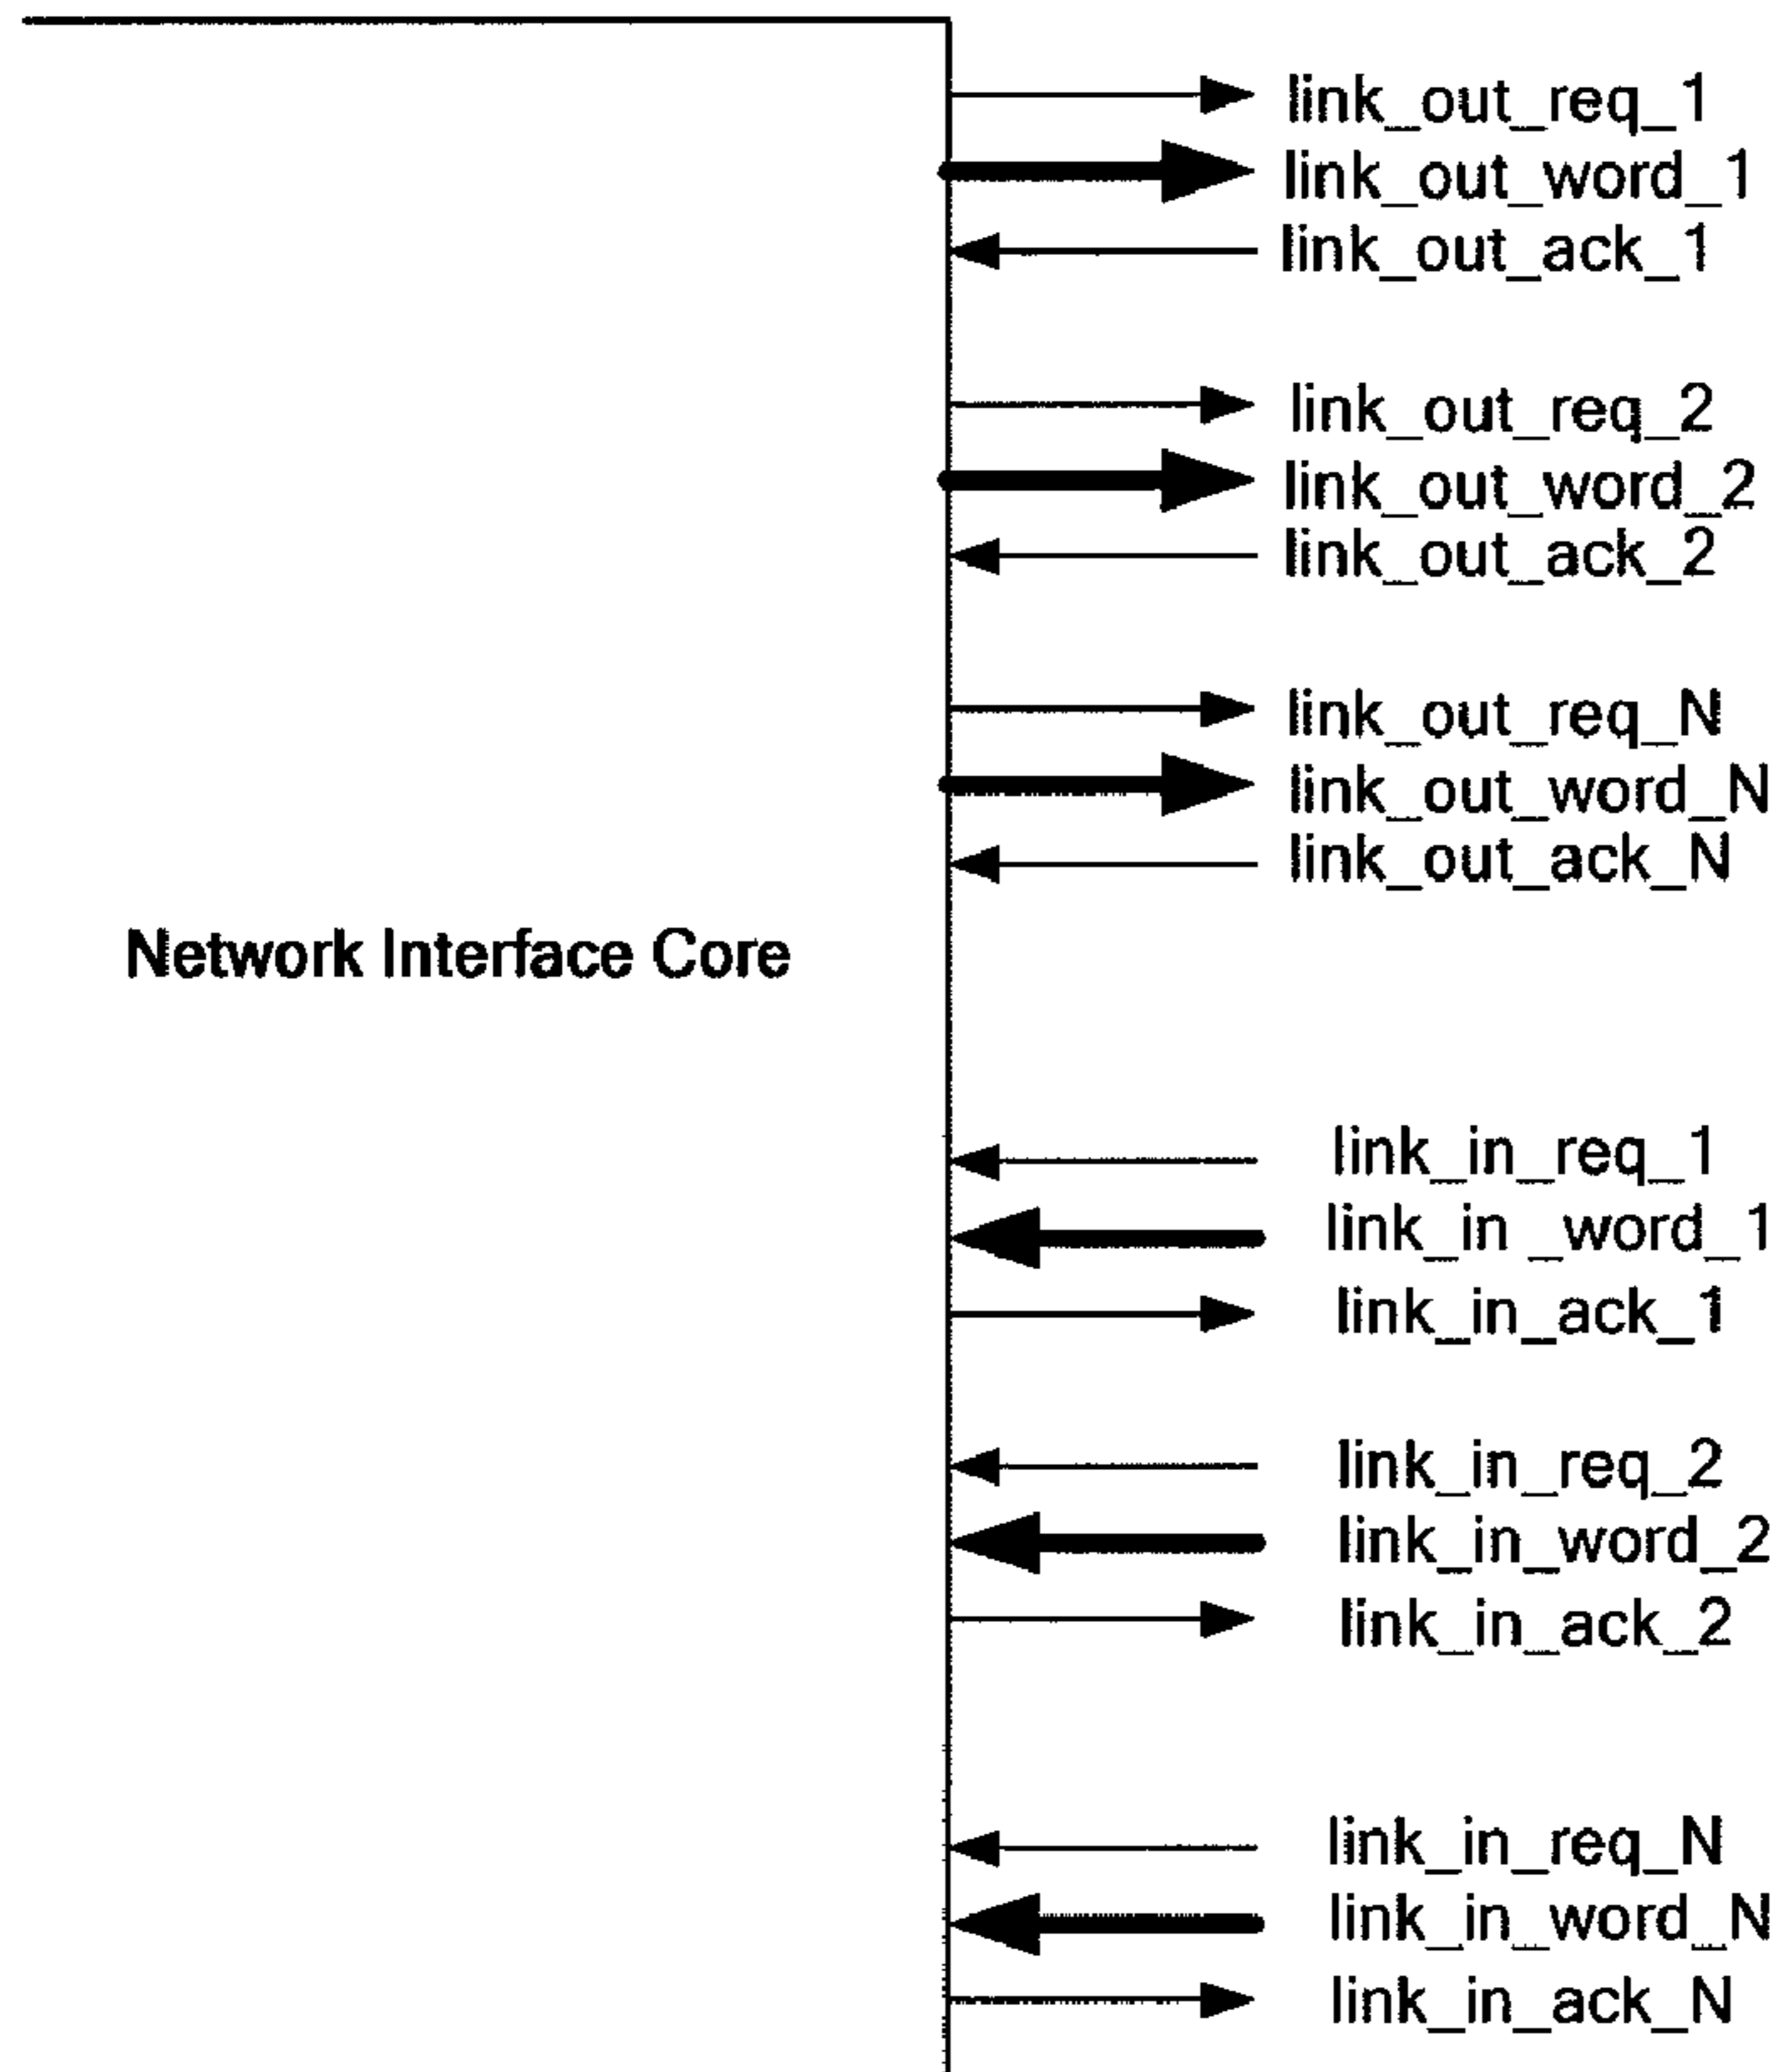 link_out_req_1
link_out_word_1
link_out_ack_1
link_out_req_2
link_out_word_2
link_out_ack_2
link_out_req_N
link_out_word_N
link_out_ack_N
Network Interface Core
link_in_req_1
link_in _word_1
link_in_ack_1
link_in_req_2
link_in_word_2
link_in_ack_2
link_in_req_N
link_in_word_N
link_in_ack_N